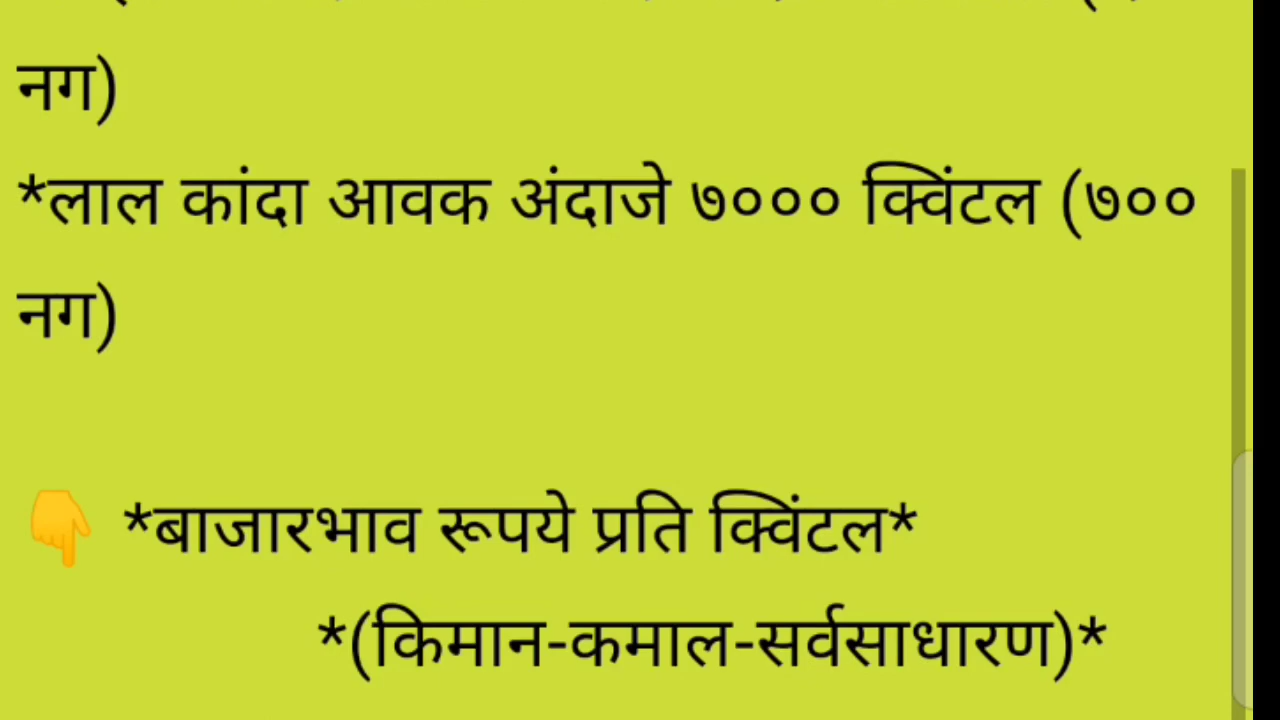 नग)
*लाल कांदा आवक अंदाजे ७००० क्विंटल (७००
नग)
👇 *बाजारभाव रूपये प्रति क्विंटल*
*(किमान-कमाल-सर्वसाधारण)*